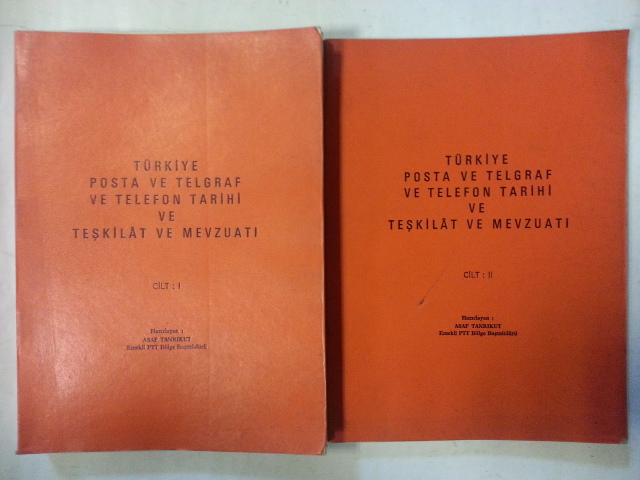 TÜRKİYE
POSTA VE TELGRAF
VE TELEFON TARİHİ
VE
TEŞKİLÂT VE MEVZUATI
CİLT : I
Hazırlayan :
ASAF TANRIKUT
Emekli PTT Bölge Başmüdürü
TÜRKİYE
POSTA VE TELGRAF
VE TELEFON TARİHİ
VE
TEŞKİLÂT VE MEVZUATI
CİLT : II
Hazırlayan :
ASAF TANRIKUT
Emekli PTT Bölge Başmüdürü